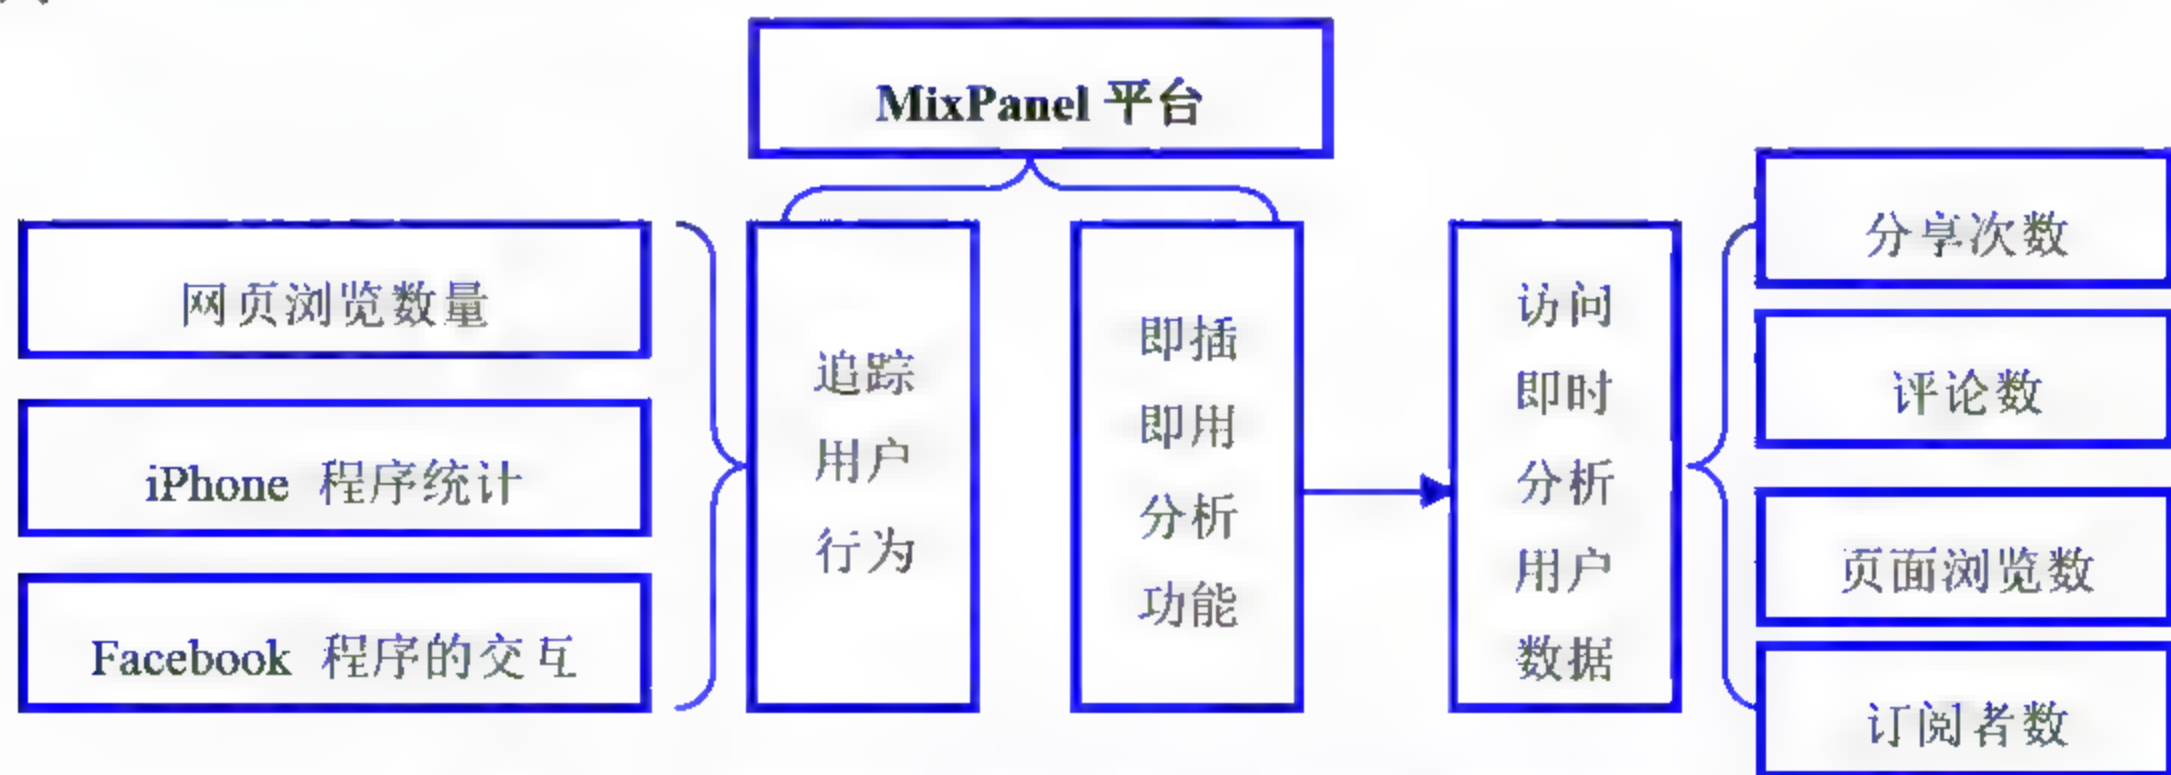 MixPanel 平台
网页浏览数量
iPhone 程序统计
Facebook 程序的交互
追踪
用户
行为
即插
即用
分析
功能
访问
即时
分析
用户
数据
分享次数
评论数
页面浏览数
订阅者数